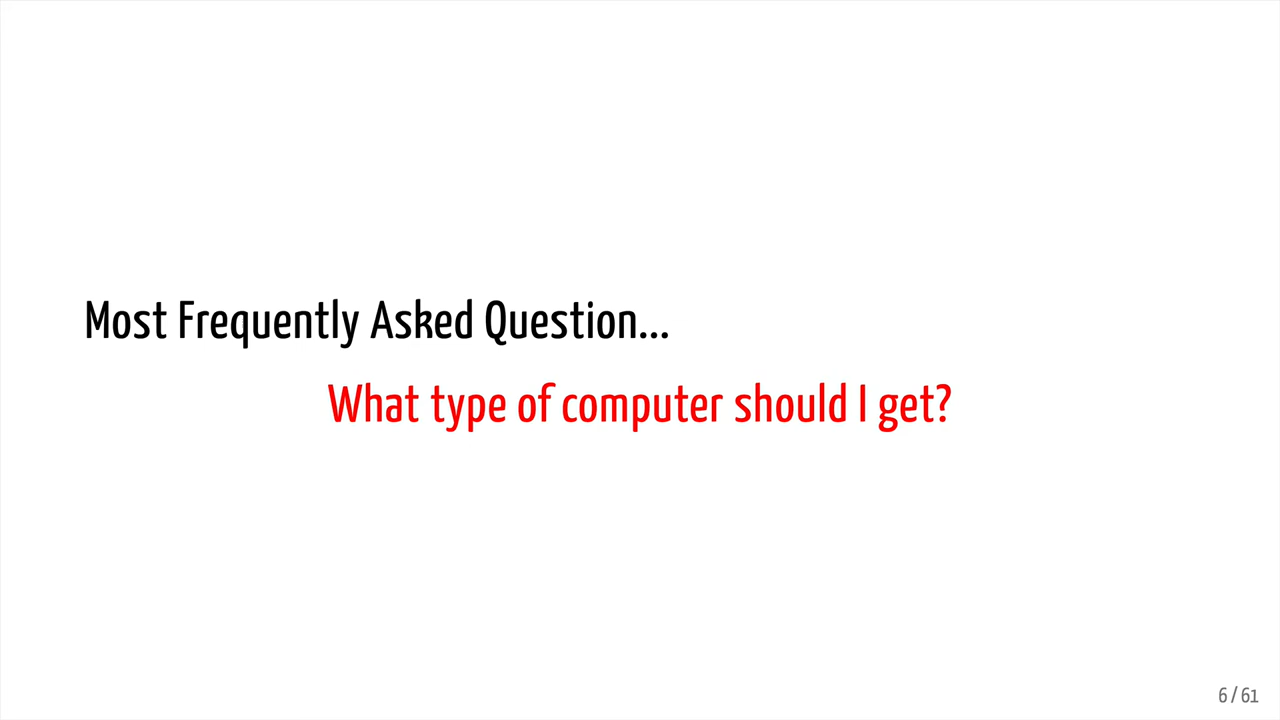 Most Frequently Asked Question...
What type of computer should I get?
6 / 61